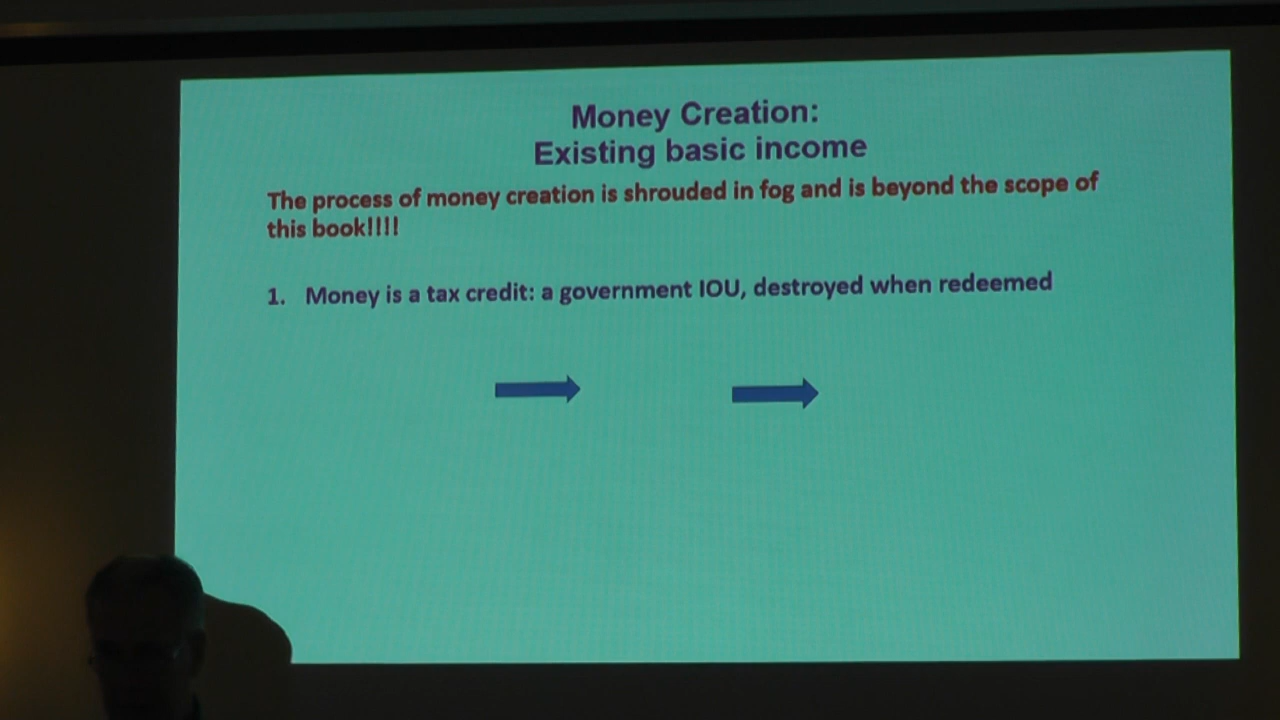 Money Creation:
Existing basic income
The process of money creation is shrouded in fog and is beyond the scope of
this book!!!!
1. Money is a tax credit: a government IOU, destroyed when redeemed